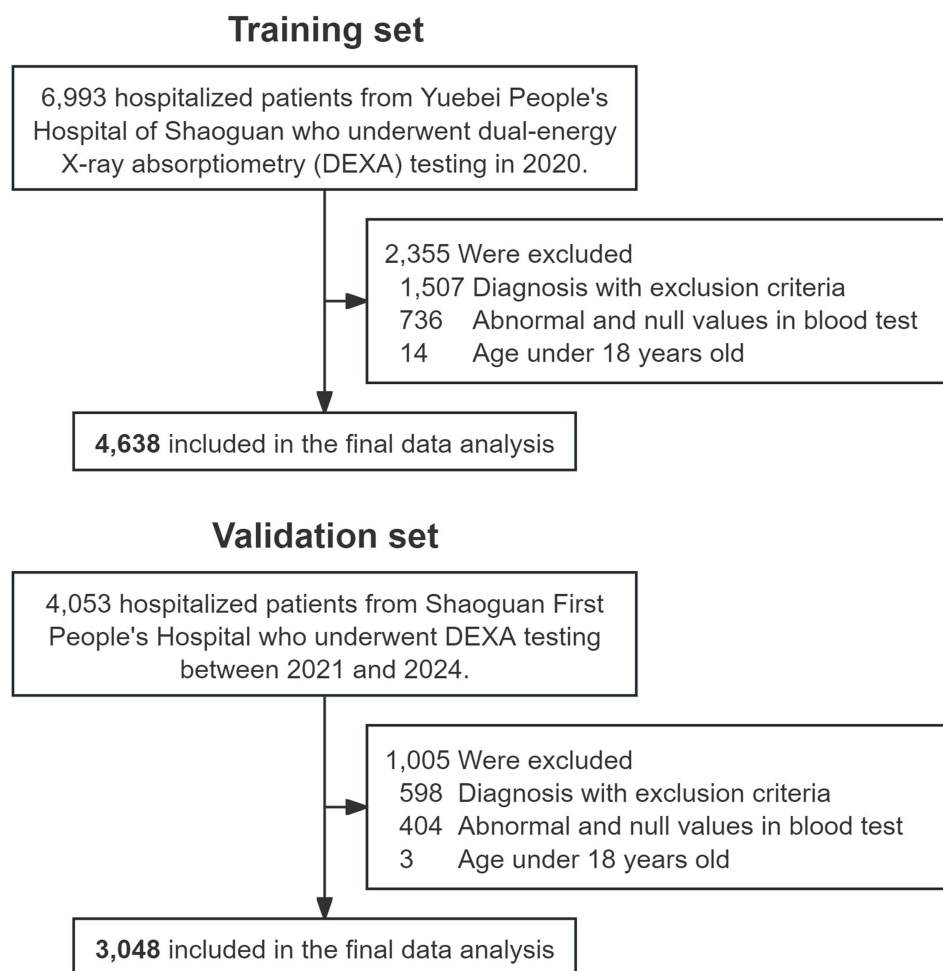 Training set
6,993 hospitalized patients from Yuebei People's
Hospital of Shaoguan who underwent dual-energy
X-ray absorptiometry (DEXA) testing in 2020.
2,355 Were excluded
1,507 Diagnosis with exclusion criteria
736 Abnormal and null values in blood test
14 Age under 18 years old
4,638 included in the final data analysis
Validation set
4,053 hospitalized patients from Shaoguan First
People's Hospital who underwent DEXA testing
between 2021 and 2024.
1,005 Were excluded
598 Diagnosis with exclusion criteria
404 Abnormal and null values in blood test
3 Age under 18 years old
3,048 included in the final data analysis